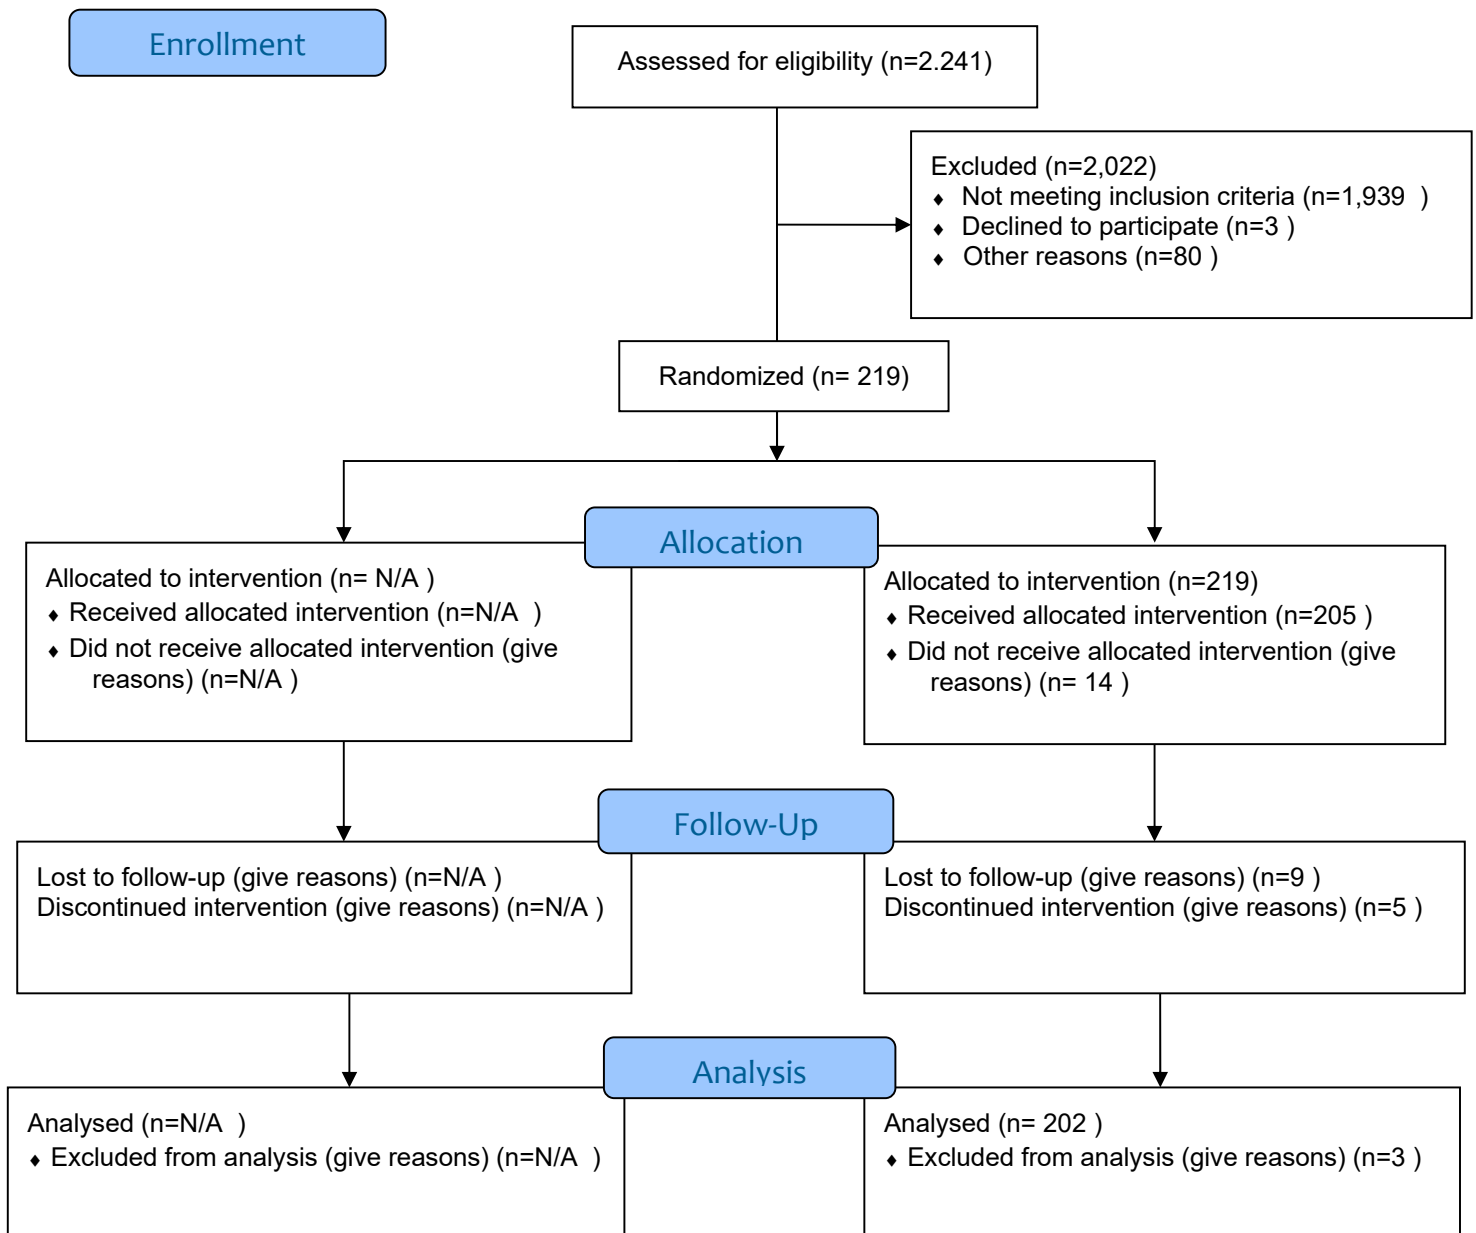 Enrollment
Assessed for eligibility (n=2.241)
Excluded (n=2,022)
♦ Not meeting inclusion criteria (n=1,939 )
♦ Declined to participate (n=3 )
♦ Other reasons (n=80 )
Randomized (n= 219)
Allocation
Allocated to intervention (n= N/A )
♦ Received allocated intervention (n=N/A )
♦ Did not receive allocated intervention (give
reasons) (n=N/A )
Allocated to intervention (n=219)
♦ Received allocated intervention (n=205 )
♦ Did not receive allocated intervention (give
reasons) (n= 14 )
Follow-Up
Lost to follow-up (give reasons) (n=N/A )
Discontinued intervention (give reasons) (n=N/A )
Lost to follow-up (give reasons) (n=9 )
Discontinued intervention (give reasons) (n=5 )
Analysis
Analysed (n=N/A )
♦ Excluded from analysis (give reasons) (n=N/A )
Analysed (n= 202 )
♦ Excluded from analysis (give reasons) (n=3 )